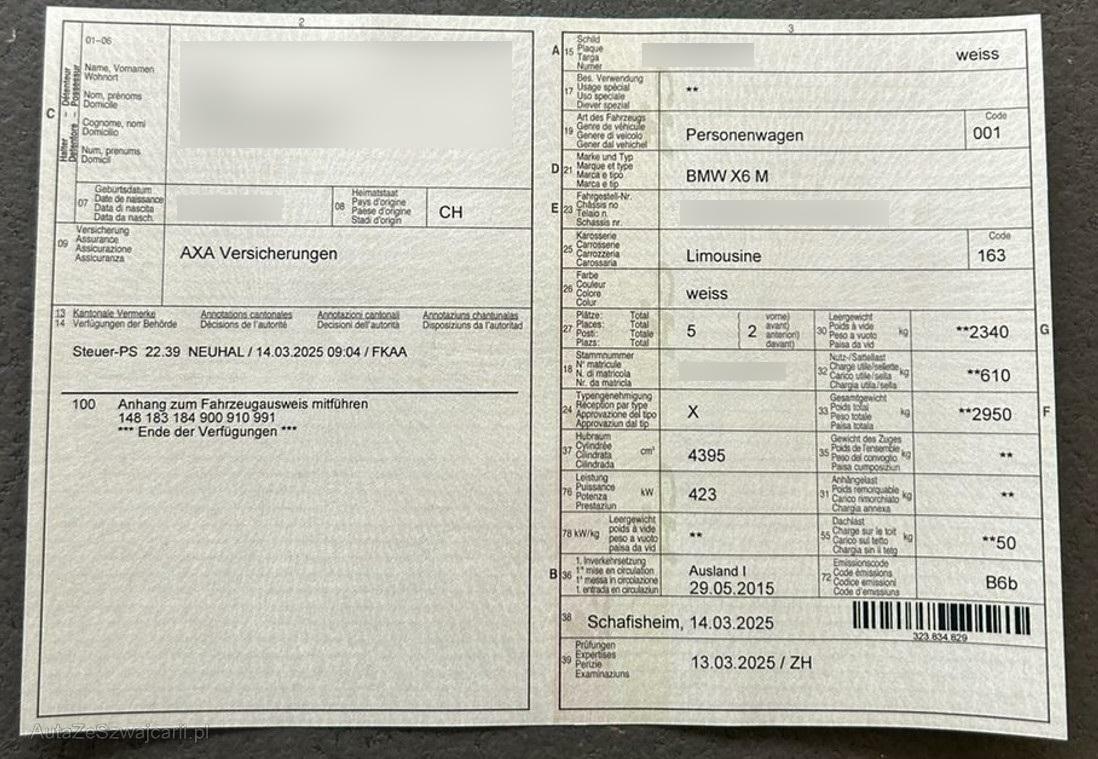 2
01-06
Name, Vornamen
Wohnort
Nom, prénoms
Domicile
Cognome, nomi
Domicilio
Num, prenums
Domicil
C
Halter – Détenteur
Detentore – Possessur
07
Geburtsdatum
Date de naissance
Data di nascita
Data da nasch.
08
Heimatstaat
Pays d'origine
Paese d'origine
Stadi d'origin
CH
09
Versicherung
Assurance
Assicurazione
Assicuranza
AXA Versicherungen
13 Kantonale Vermerke Annotations cantonales Annotazioni cantonali Annotaziuns chantunalas
14 Verfügungen der Behörde Décisions de l'autorité Decisioni dell'autorità Disposiziuns da l'autoritad
Steuer-PS 22.39 NEUHAL / 14.03.2025 09:04 / FKAA
100 Anhang zum Fahrzeugausweis mitführen
148 183 184 900 910 991
*** Ende der Verfügungen ***
3
A
15
Schild
Plaque
Targa
Numer
weiss
17
Bes. Verwendung
Usage spécial
Uso speciale
Diever spezial
**
19
Art des Fahrzeugs
Genre de véhicule
Genere di veicolo
Gener dal vehichel
Personenwagen
Code
001
D
21
Marke und Typ
Marque et type
Marca e tipo
Marca e tip
BMW X6 M
E
23
Fahrgestell-Nr.
Châssis no
Telaio n.
Schassis nr.
25
Karosserie
Carrosserie
Carrozzeria
Carossaria
Limousine
Code
163
26
Farbe
Couleur
Colore
Colur
weiss
27
Plätze: Total
Places: Total
Posti: Totale
Plazs: Total
5
2
vorne)
avant)
anteriori)
davant)
30
Leergewicht
Poids à vide
Peso a vuoto
Paisa da vid
kg
**2340
G
18
Stammnummer
N° matricule
N. di matricola
Nr. da matricla
32
Nutz-/Sattellast
Charge utile/sellette
Carico utile/sella
Chargia utila/sella
kg
**610
24
Typengenehmigung
Réception par type
Approvazione del tipo
Approvaziun dal tip
X
33
Gesamtgewicht
Poids total
Peso totale
Paisa totala
kg
**2950
F
37
Hubraum
Cylindrée
Cilindrata
Cilindrada
cm³
4395
35
Gewicht des Zuges
Poids de l'ensemble
Peso del convoglio
Paisa cumposiziun
kg
**
76
Leistung
Puissance
Potenza
Prestaziun
kW
423
31
Anhängelast
Poids remorquable
Carico rimorchiato
Chargia annexa
kg
**
78 kW/kg
Leergewicht
poids à vide
peso a vuoto
paisa da vid
**
55
Dachlast
Charge sur le toit
Carico sul tetto
Chargia sin il tetg
kg
**50
B
36
1. Inverkehrsetzung
1re mise en circulation
1a messa in circolazione
1. entrada en circulaziun
Ausland I
29.05.2015
72
Emissionscode
Code émissions
Codice emissioni
Code d'emissiuns
B6b
38
Schafisheim, 14.03.2025
323.834.829
39
Prüfungen
Expertises
Perizie
Examinaziuns
13.03.2025 / ZH
AutaZeSzwajcarii.pl